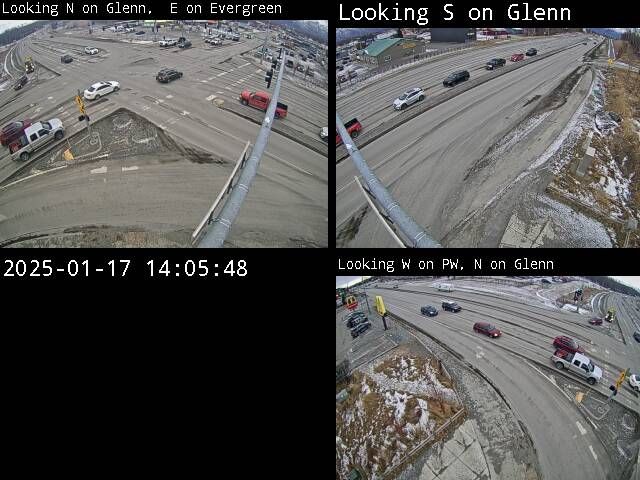 Looking N on Glenn, E on Evergreen
Looking S on Glenn
2025-01-17 14:05:48
Looking W on PW, N on Glenn